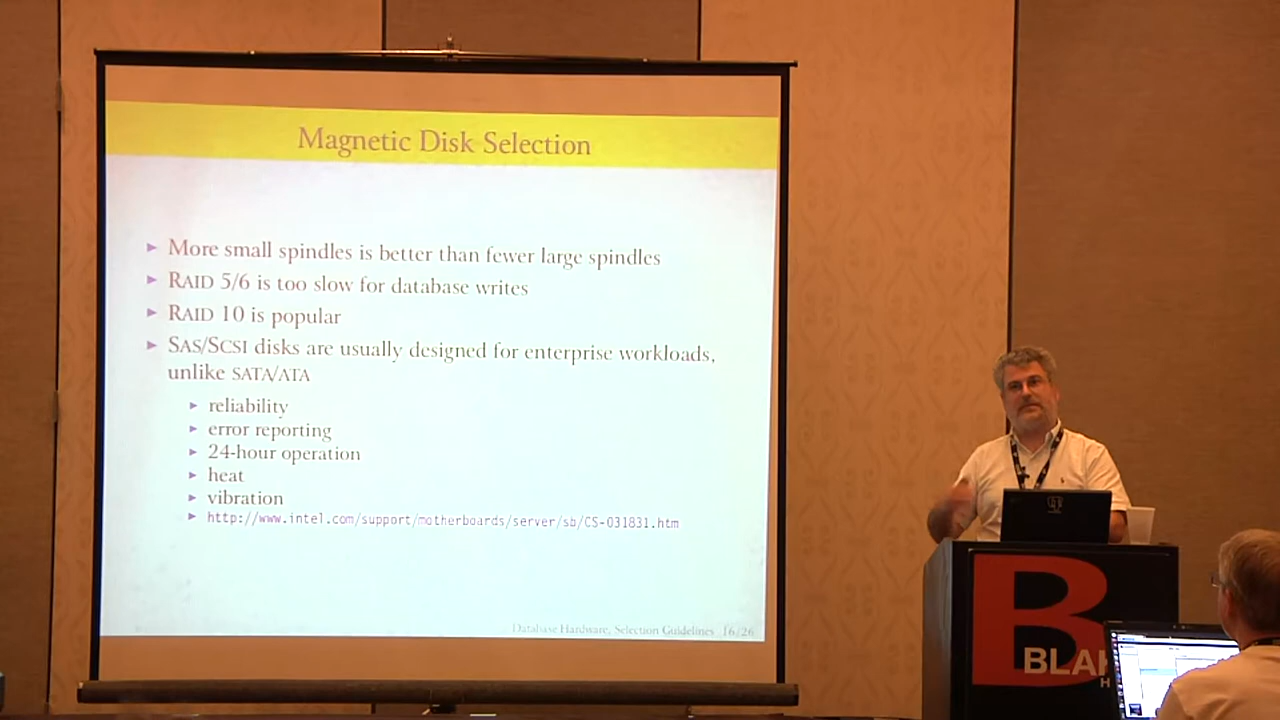 Magnetic Disk Selection
▶ More small spindles is better than fewer large spindles
▶ RAID 5/6 is too slow for database writes
▶ RAID 10 is popular
▶ SAS/SCSI disks are usually designed for enterprise workloads,
unlike SATA/ATA
▶ reliability
▶ error reporting
▶ 24-hour operation
▶ heat
▶ vibration
▶ http://www.intel.com/support/motherboards/server/sb/CS-031831.htm
Database Hardware, Selection Guidelines 16/26
B
BLA
H